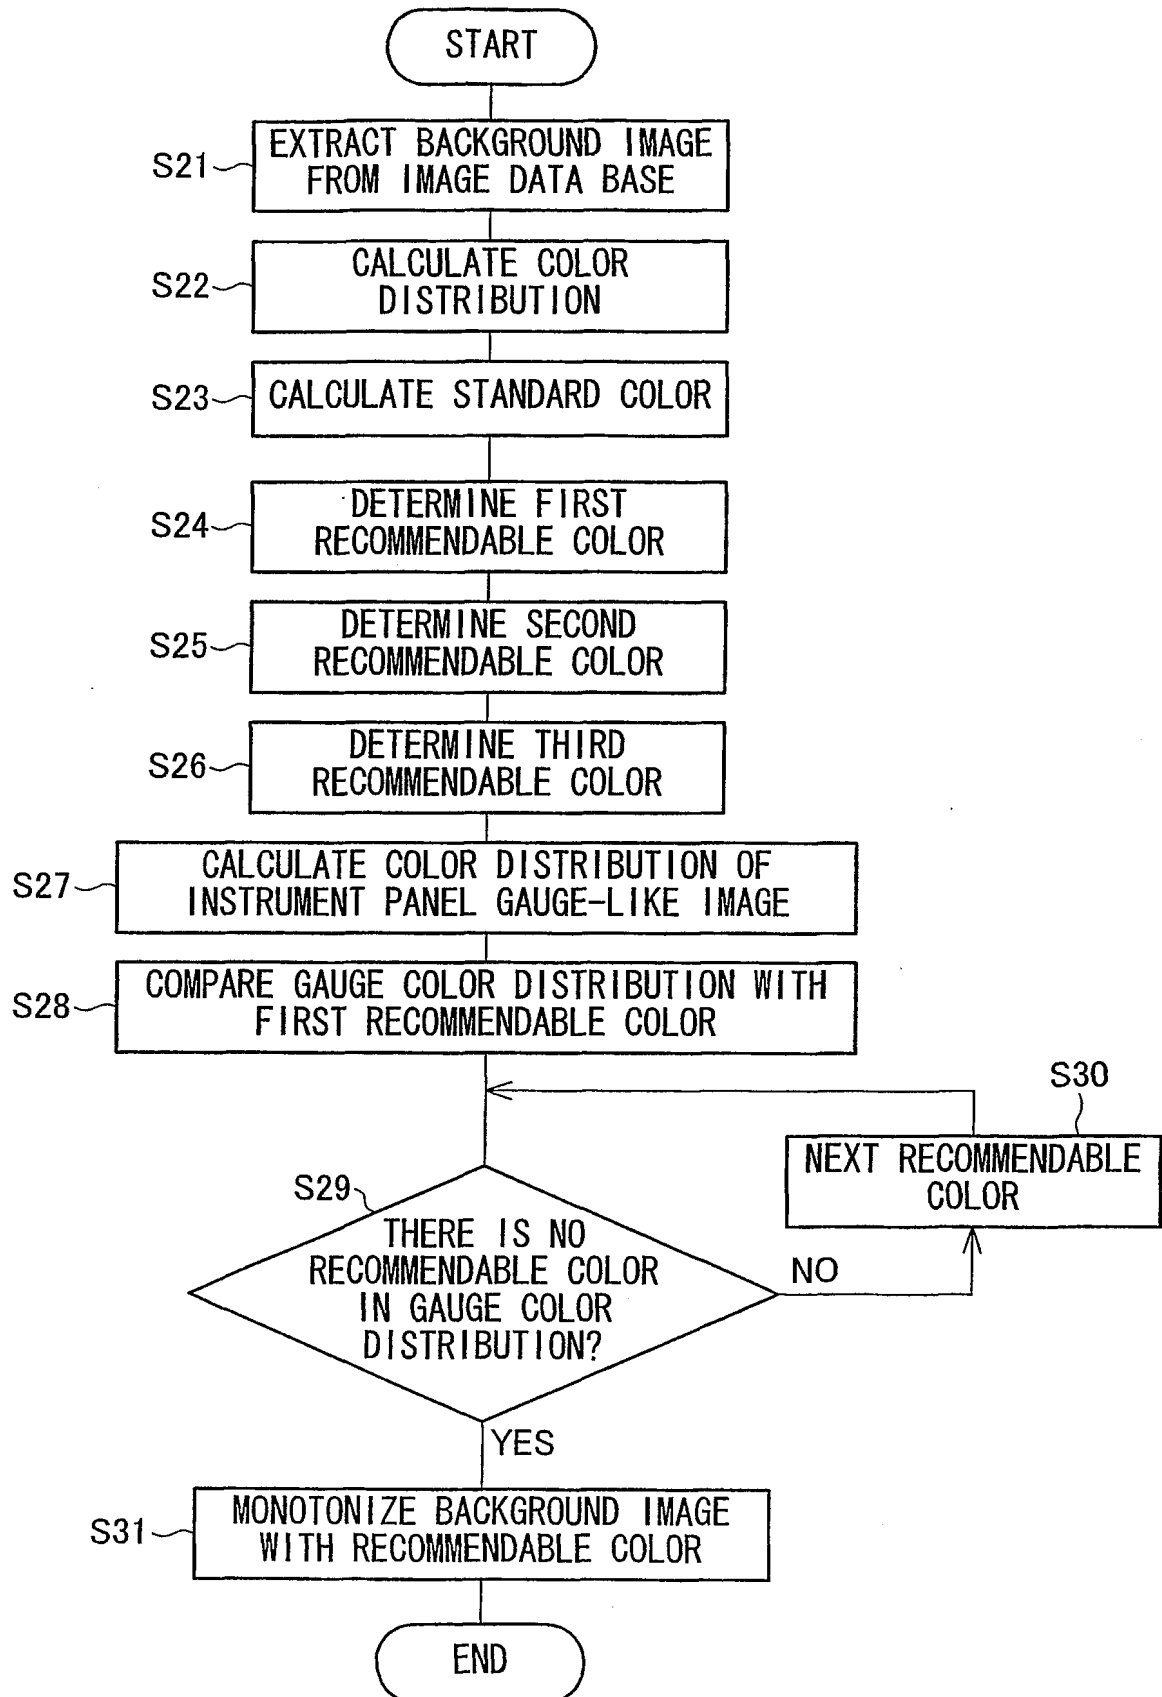 START
S21
EXTRACT BACKGROUND IMAGE
FROM IMAGE DATA BASE
S22
CALCULATE COLOR
DISTRIBUTION
S23
CALCULATE STANDARD COLOR
S24
DETERMINE FIRST
RECOMMENDABLE COLOR
S25
DETERMINE SECOND
RECOMMENDABLE COLOR
S26
DETERMINE THIRD
RECOMMENDABLE COLOR
S27
CALCULATE COLOR DISTRIBUTION OF
INSTRUMENT PANEL GAUGE-LIKE IMAGE
S28
COMPARE GAUGE COLOR DISTRIBUTION WITH
FIRST RECOMMENDABLE COLOR
S30
NEXT RECOMMENDABLE
COLOR
S29
THERE IS NO
RECOMMENDABLE COLOR
IN GAUGE COLOR
DISTRIBUTION?
NO
YES
S31
MONOTONIZE BACKGROUND IMAGE
WITH RECOMMENDABLE COLOR
END